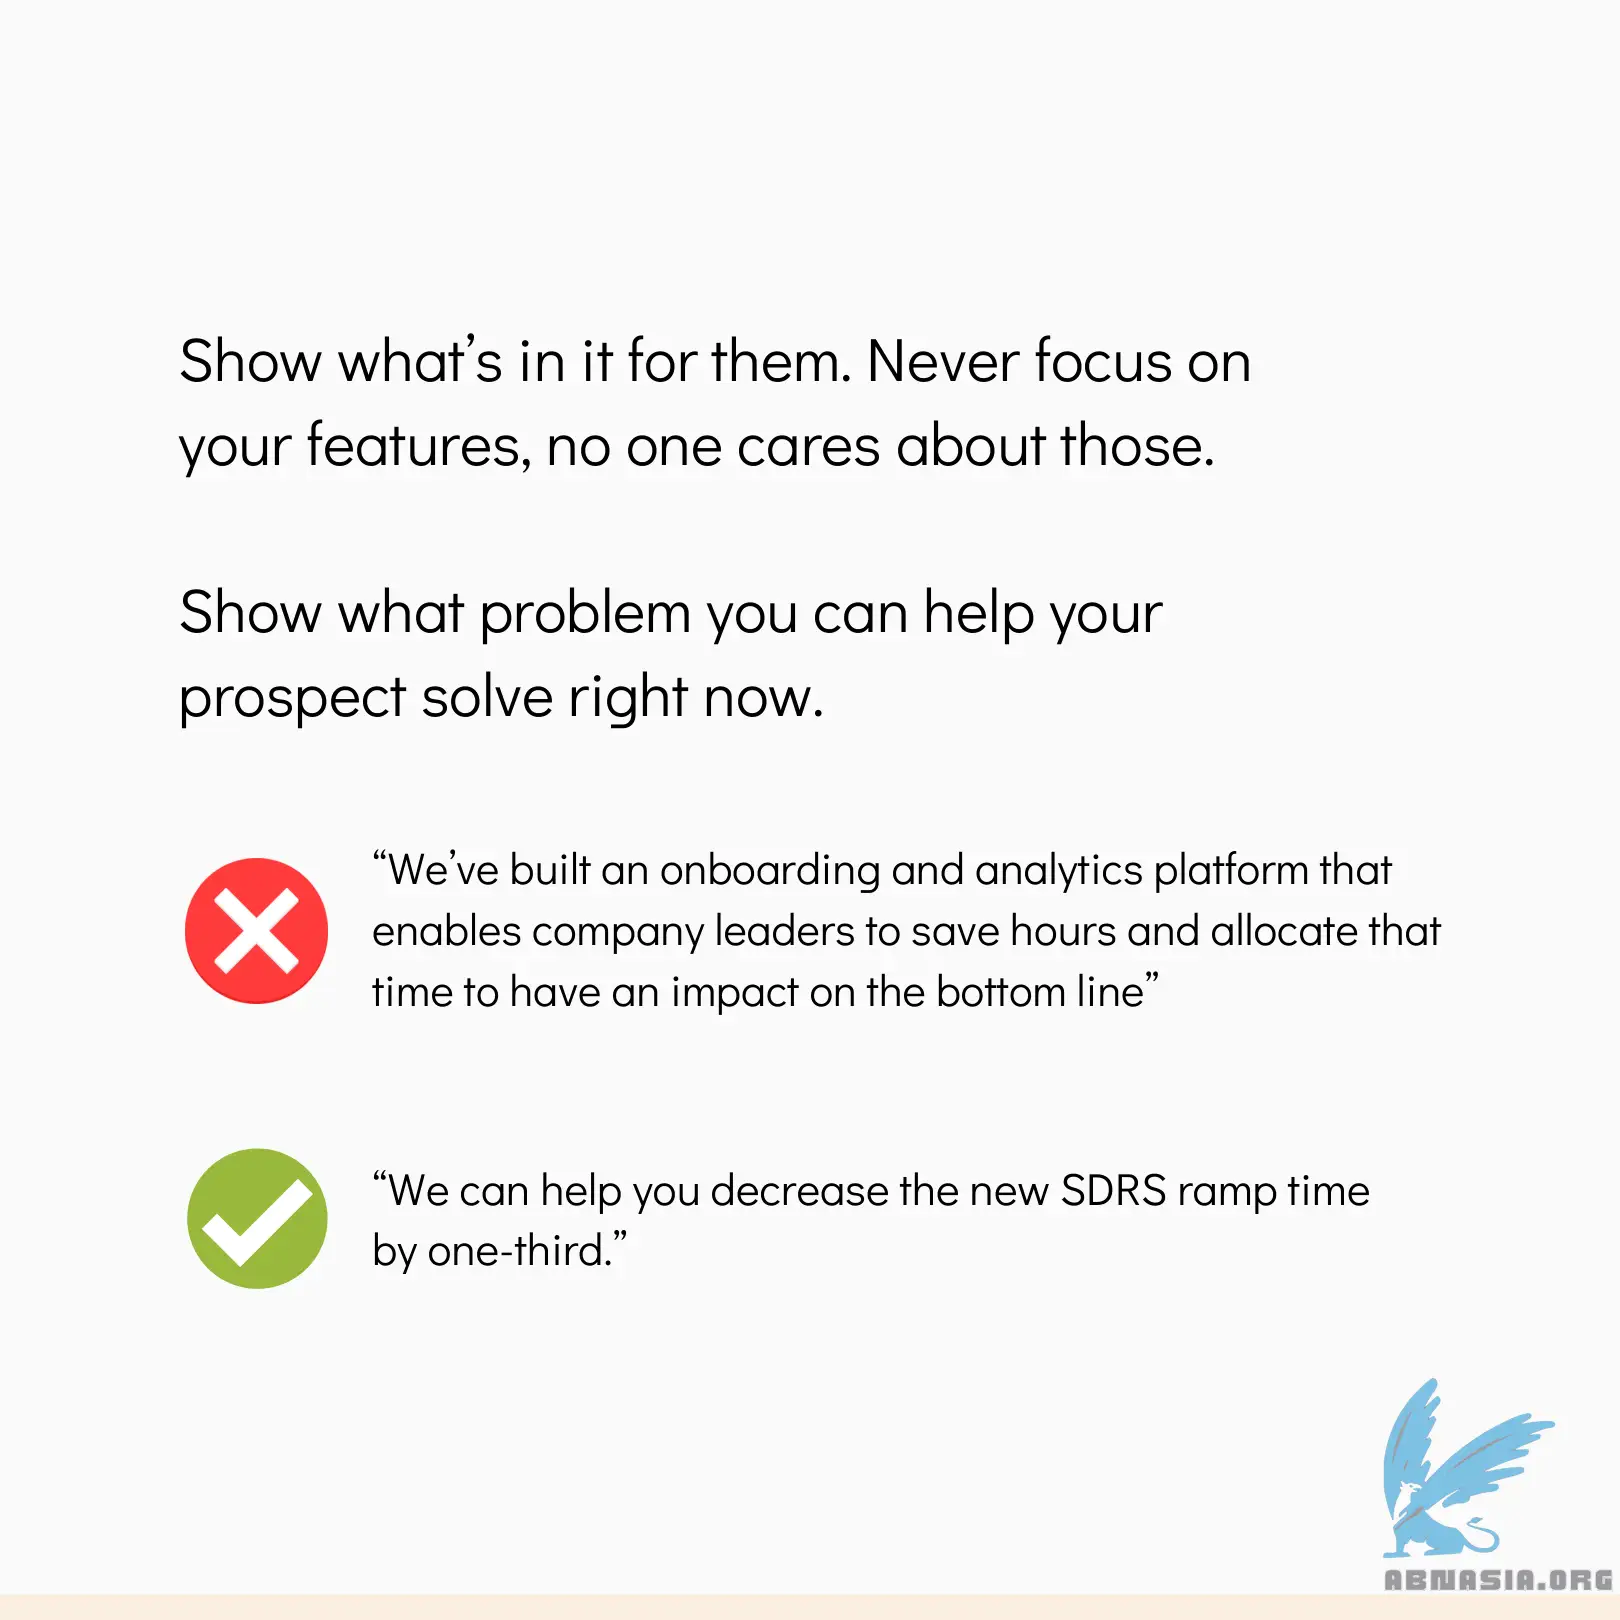 Show what’s in it for them. Never focus on
your features, no one cares about those.
Show what problem you can help your
prospect solve right now.
“We’ve built an onboarding and analytics platform that
enables company leaders to save hours and allocate that
time to have an impact on the bottom line”
“We can help you decrease the new SDRS ramp time
by one-third.”
ABNASIA.ORG